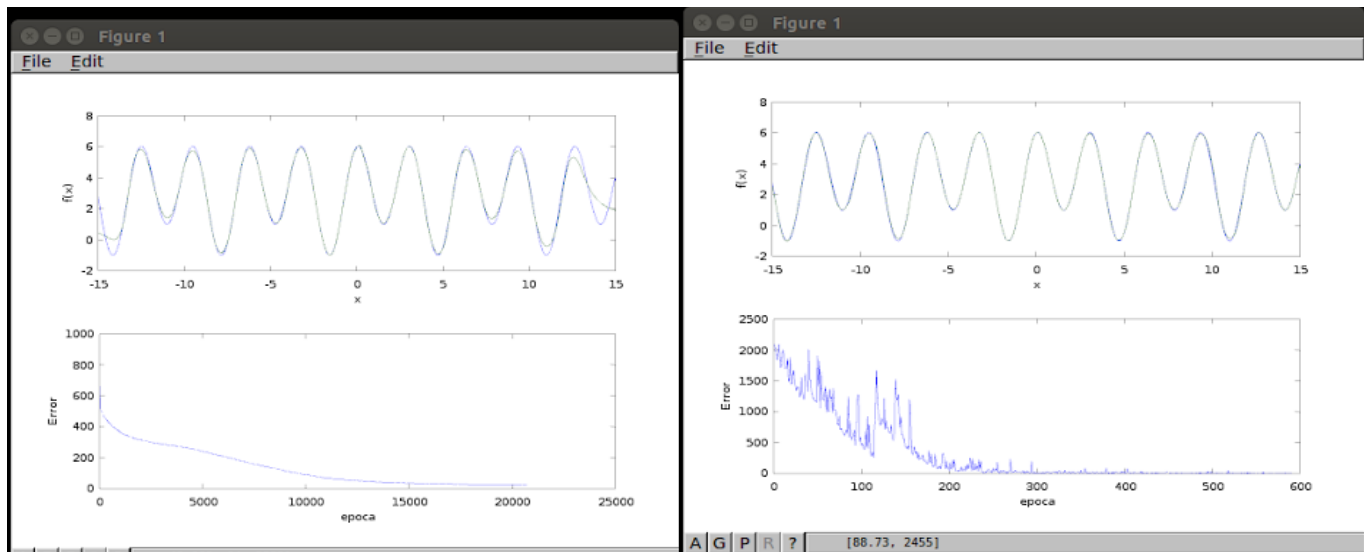 Figure 1
File Edit
8
6
4
2
0
-2
f(x)
-15 -10 -5 0 5 10 15
x
1000
800
600
400
200
0
Error
0 5000 10000 15000 20000 25000
epoca
Figure 1
File Edit
8
6
4
2
0
-2
f(x)
-15 -10 -5 0 5 10 15
x
2500
2000
1500
1000
500
0
Error
0 100 200 300 400 500 600
epoca
A G P R ? [88.73, 2455]